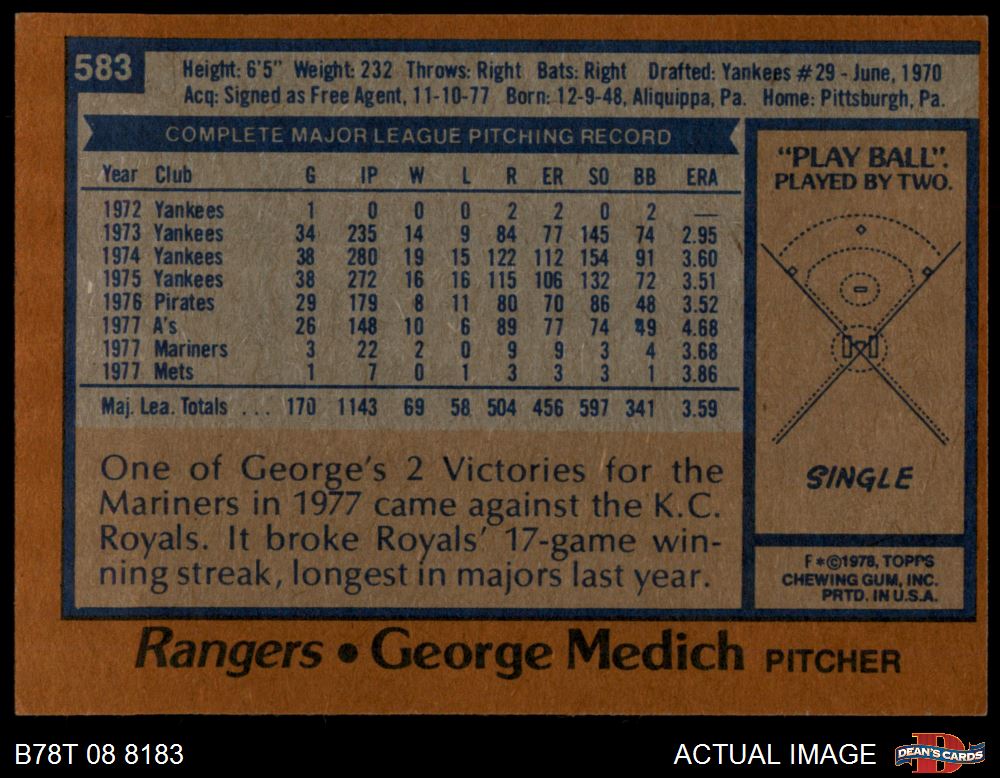 583
Height: 6'5" Weight: 232 Throws: Right Bats: Right Drafted: Yankees #29 - June, 1970
Acq: Signed as Free Agent, 11-10-77 Born: 12-9-48, Aliquippa, Pa. Home: Pittsburgh, Pa.
COMPLETE MAJOR LEAGUE PITCHING RECORD
Year Club G IP W L R ER SO BB ERA
1972 Yankees 1 0 0 0 2 2 0 2 —
1973 Yankees 34 235 14 9 84 77 145 74 2.95
1974 Yankees 38 280 19 15 122 112 154 91 3.60
1975 Yankees 38 272 16 16 115 106 132 72 3.51
1976 Pirates 29 179 8 11 80 70 86 48 3.52
1977 A's 26 148 10 6 89 77 74 49 4.68
1977 Mariners 3 22 2 0 9 9 3 4 3.68
1977 Mets 1 7 0 1 3 3 3 1 3.86
Maj. Lea. Totals ... 170 1143 69 58 504 456 597 341 3.59
One of George's 2 Victories for the
Mariners in 1977 came against the K.C.
Royals. It broke Royals' 17-game win-
ning streak, longest in majors last year.
"PLAY BALL".
PLAYED BY TWO.
SINGLE
F*©1978, TOPPS
CHEWING GUM, INC.
PRTD. IN U.S.A.
Rangers • George Medich PITCHER
B78T 08 8183
ACTUAL IMAGE
DEAN'S CARDS